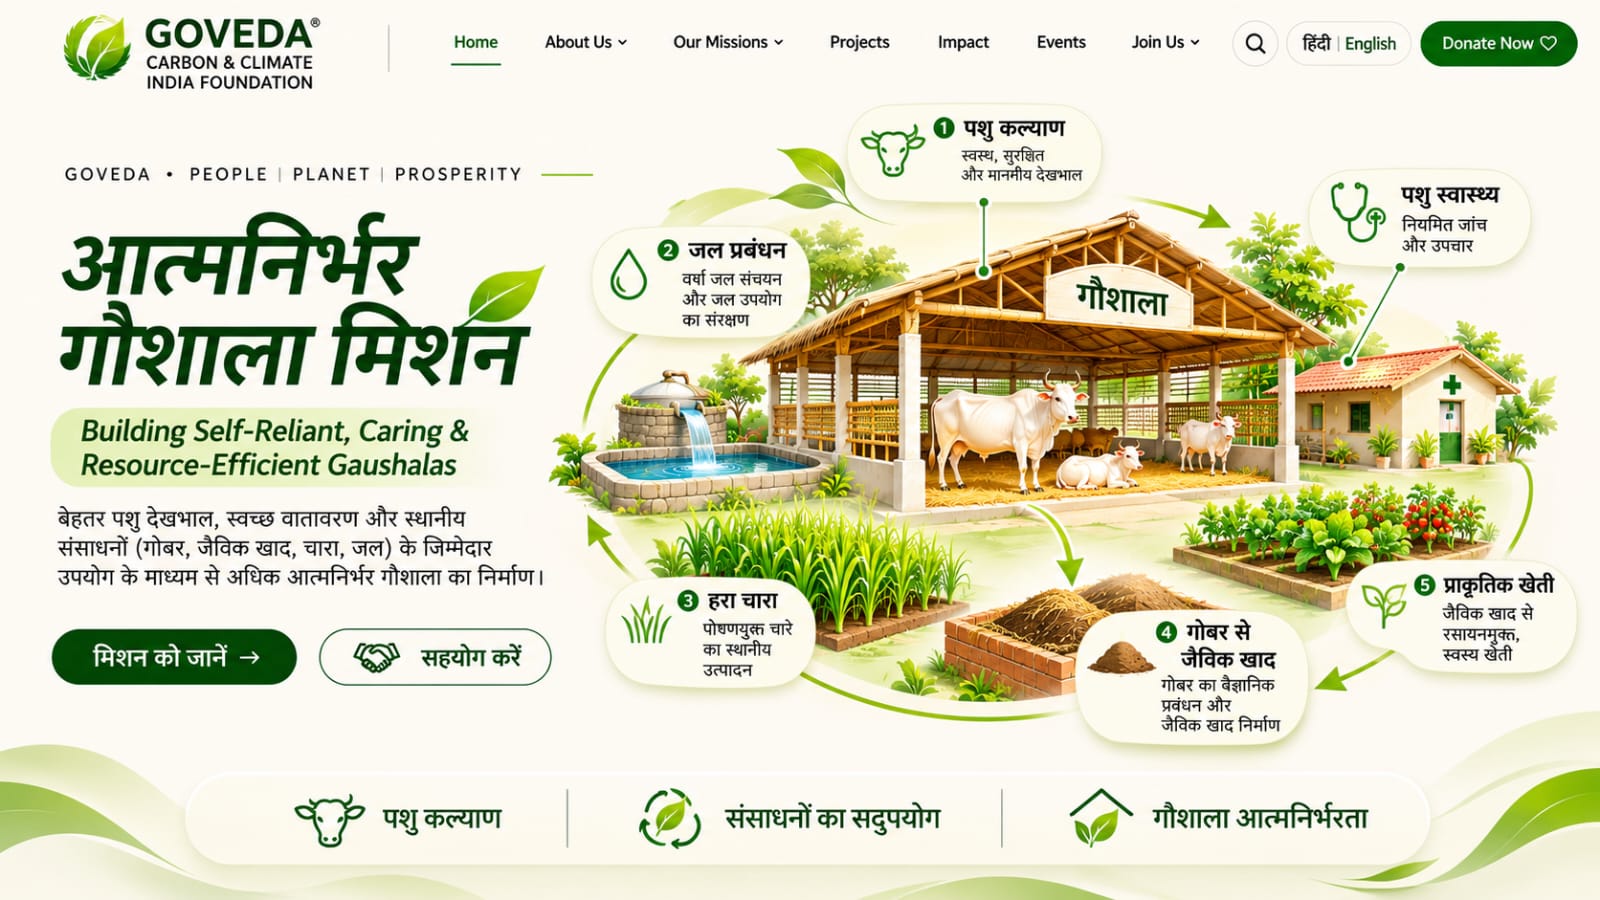 GOVEDA®
CARBON & CLIMATE
INDIA FOUNDATION
Home
About Us
Our Missions
Projects
Impact
Events
Join Us
हिंदी | English
Donate Now
GOVEDA • PEOPLE | PLANET | PROSPERITY
आत्मनिर्भर
गौशाला मिशन
Building Self-Reliant, Caring &
Resource-Efficient Gaushalas
बेहतर पशु देखभाल, स्वच्छ वातावरण और स्थानीय
संसाधनों (गोबर, जैविक खाद, चारा, जल) के जिम्मेदार
उपयोग के माध्यम से अधिक आत्मनिर्भर गौशाला का निर्माण।
मिशन को जानें →
सहयोग करें
1 पशु कल्याण
स्वस्थ, सुरक्षित
और मानमीय देखभाल
पशु स्वास्थ्य
नियमित जांच
और उपचार
2 जल प्रबंधन
वर्षा जल संचयन
और जल उपयोग
का संरक्षण
गौशाला
3 हरा चारा
पोषणयुक्त चारे
का स्थानीय
उत्पादन
4 गोबर से
जैविक खाद
गोबर का वैज्ञानिक
प्रवंधन और
जैविक खाद निर्माण
5 प्राकृतिक खेती
जैविक खाद से
रसायनमुक्त,
स्वस्य खेती
पशु कल्याण
संसाधनों का सदुपयोग
गौशाला आत्मनिर्भरता